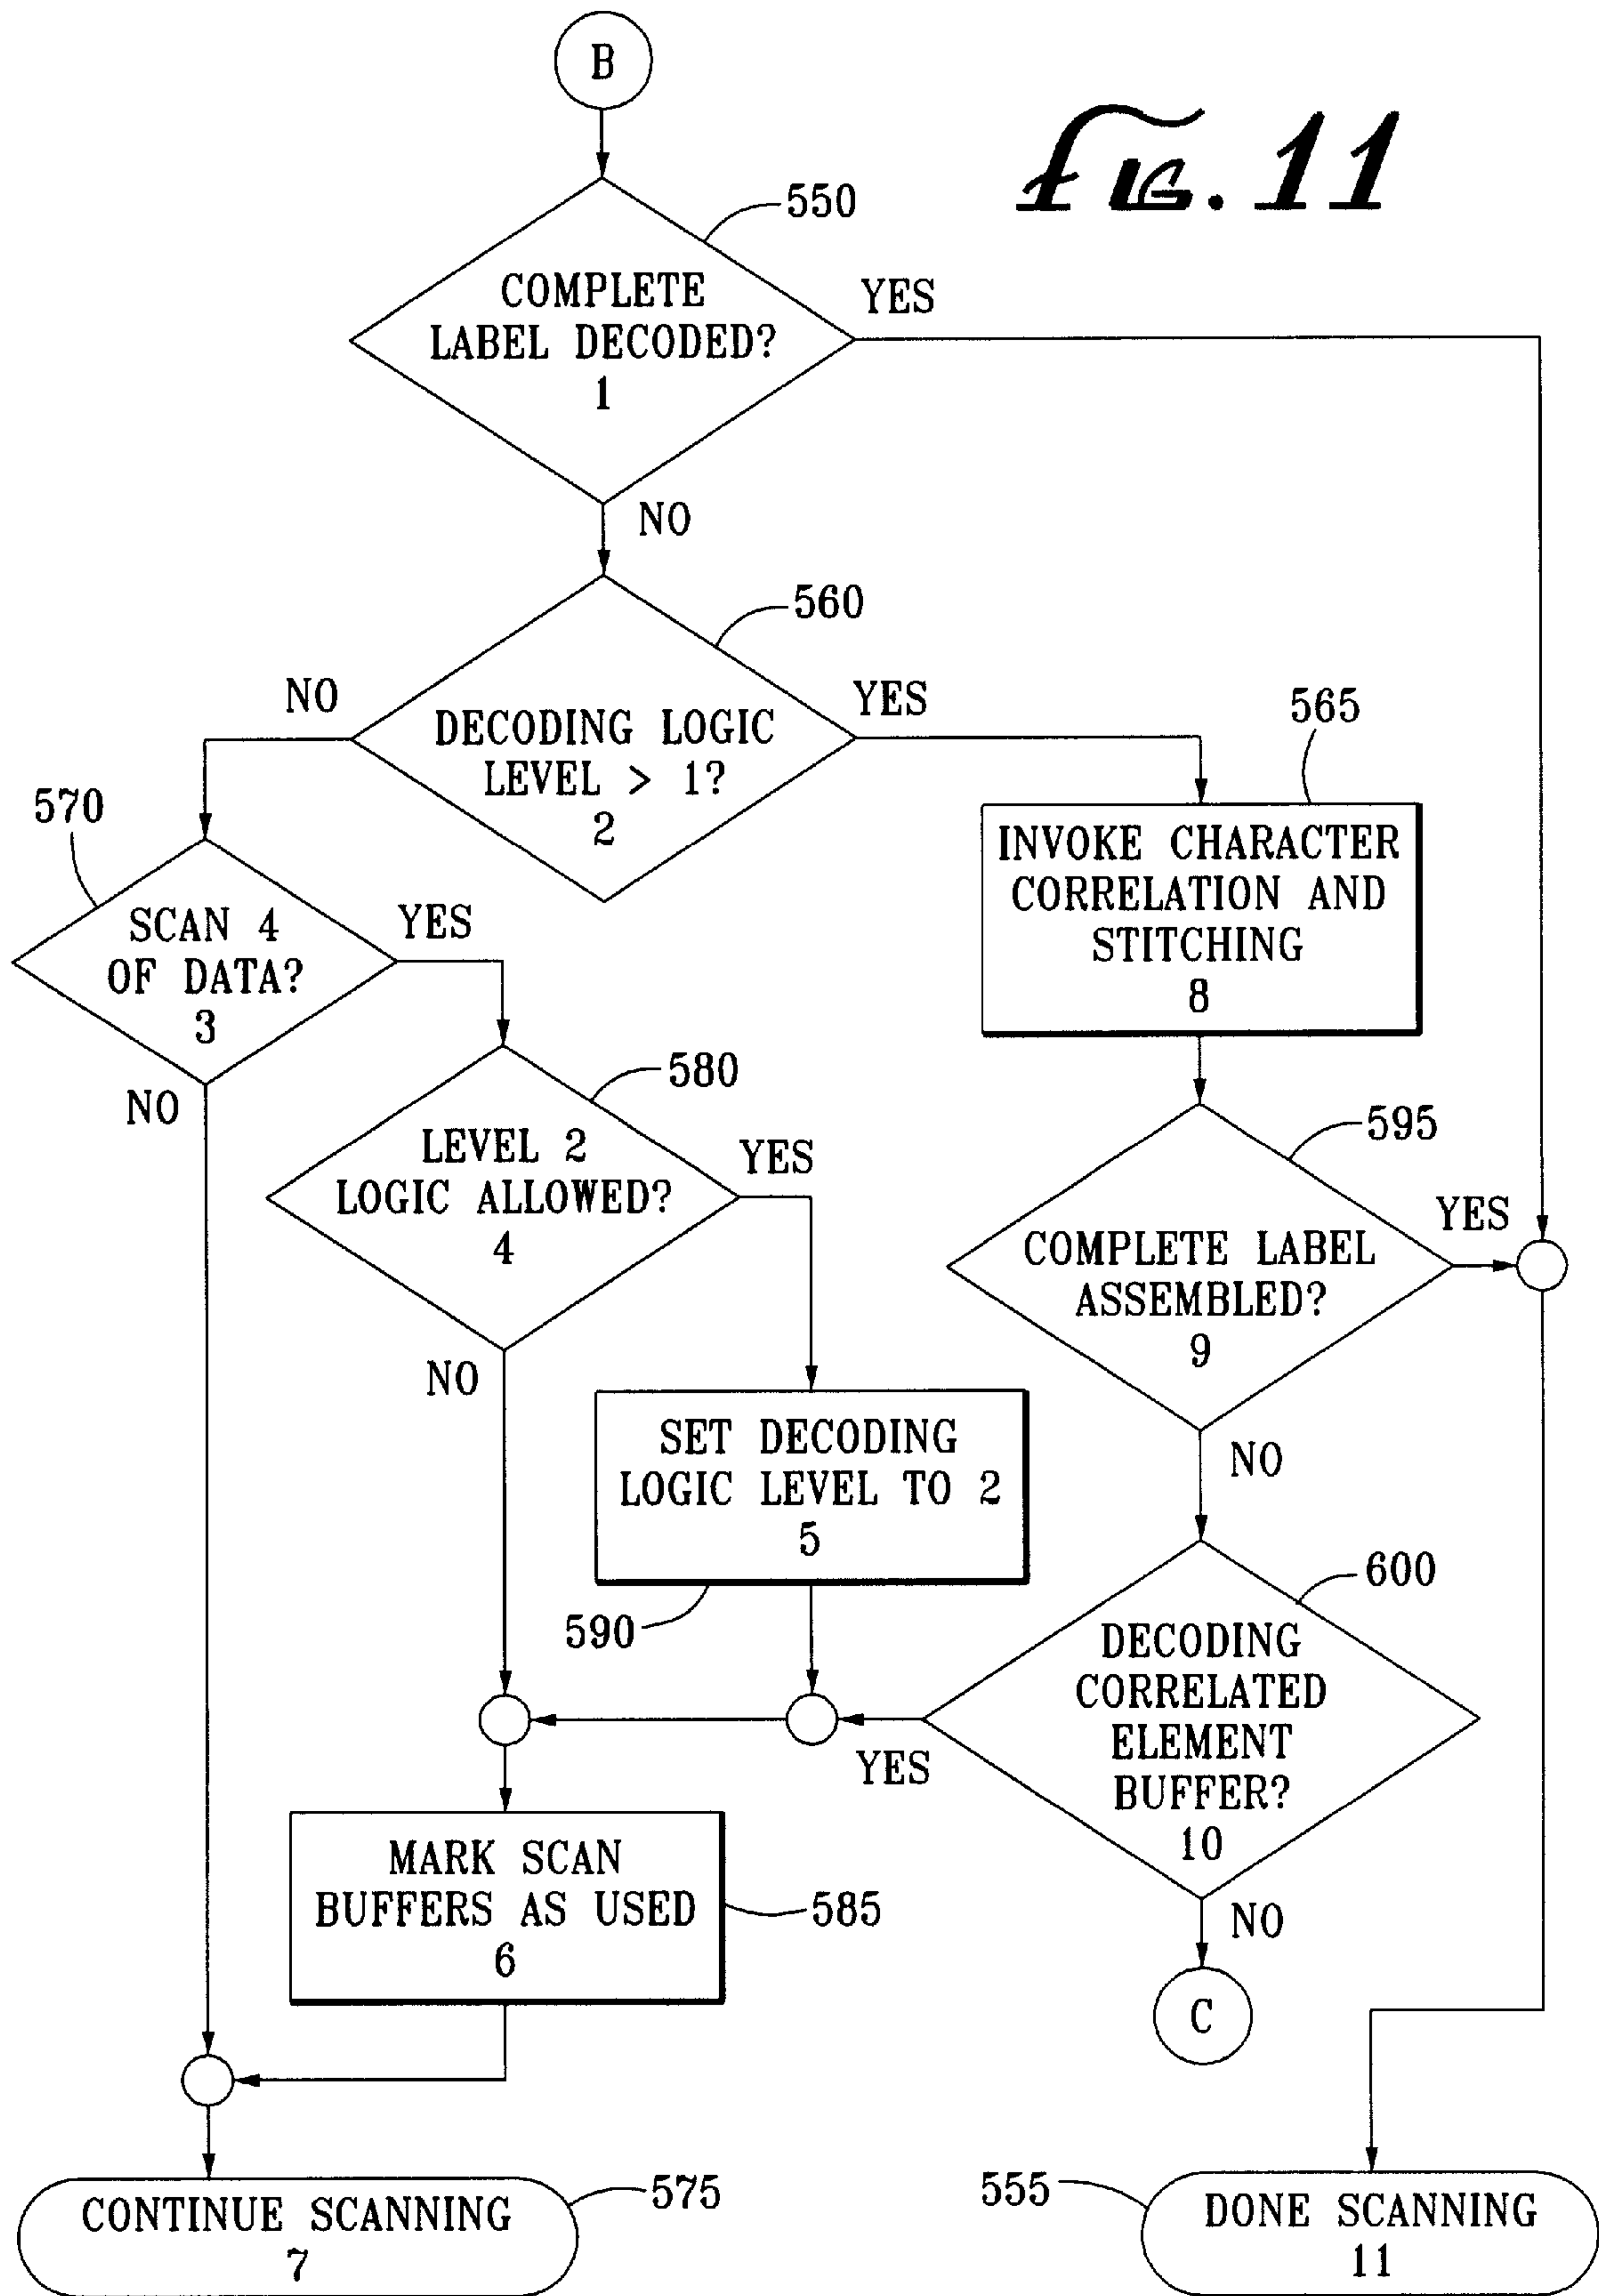 B
FIG. 11
550
COMPLETE
LABEL DECODED?
1
YES
NO
560
DECODING LOGIC
LEVEL > 1?
2
NO
YES
565
INVOKE CHARACTER
CORRELATION AND
STITCHING
8
570
SCAN 4
OF DATA?
3
YES
NO
580
LEVEL 2
LOGIC ALLOWED?
4
YES
NO
595
COMPLETE LABEL
ASSEMBLED?
9
YES
NO
SET DECODING
LOGIC LEVEL TO 2
5
590
600
DECODING
CORRELATED
ELEMENT
BUFFER?
10
YES
NO
MARK SCAN
BUFFERS AS USED
6
585
C
CONTINUE SCANNING
7
575
555
DONE SCANNING
11